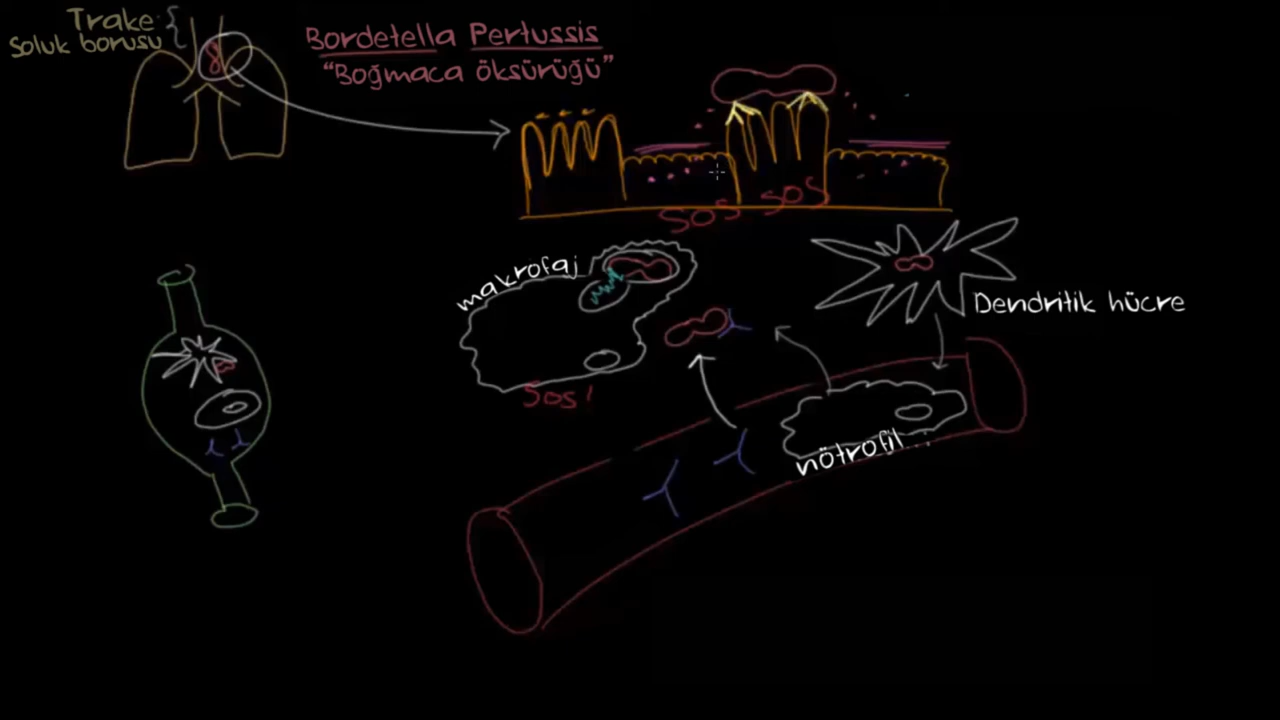 Trake
Soluk borusu
Bordetella Pertussis
"Boğmaca öksürüğü"
SOS SOS
makrofaj
Dendritik hücre
SOS!
nötrofil...